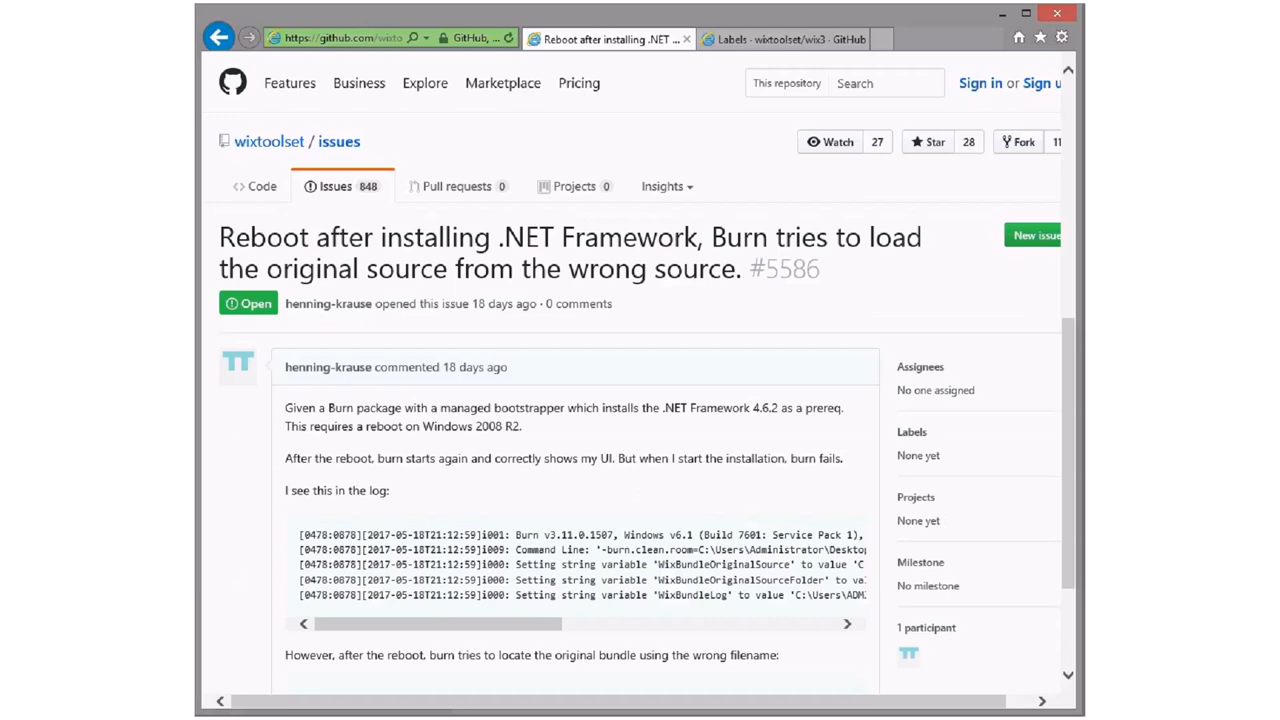 https://github.com/wixto
GitHub, ...
Reboot after installing .NET ...
Labels · wixtoolset/wix3 · GitHub
Features Business Explore Marketplace Pricing
This repository Search
Sign in or Sign u
wixtoolset / issues
Watch 27
Star 28
Fork 11
<> Code
Issues 848
Pull requests 0
Projects 0
Insights
Reboot after installing .NET Framework, Burn tries to load
the original source from the wrong source. #5586
New issue
Open henning-krause opened this issue 18 days ago · 0 comments
henning-krause commented 18 days ago
Given a Burn package with a managed bootstrapper which installs the .NET Framework 4.6.2 as a prereq.
This requires a reboot on Windows 2008 R2.
After the reboot, burn starts again and correctly shows my UI. But when I start the installation, burn fails.
I see this in the log:
[0478:0878][2017-05-18T21:12:59]i001: Burn v3.11.0.1507, Windows v6.1 (Build 7601: Service Pack 1),
[0478:0878][2017-05-18T21:12:59]i009: Command Line: '-burn.clean.room=C:\Users\Administrator\Desktop
[0478:0878][2017-05-18T21:12:59]i000: Setting string variable 'WixBundleOriginalSource' to value 'C
[0478:0878][2017-05-18T21:12:59]i000: Setting string variable 'WixBundleOriginalSourceFolder' to val
[0478:0878][2017-05-18T21:12:59]i000: Setting string variable 'WixBundleLog' to value 'C:\Users\ADMI
However, after the reboot, burn tries to locate the original bundle using the wrong filename:
Assignees
No one assigned
Labels
None yet
Projects
None yet
Milestone
No milestone
1 participant